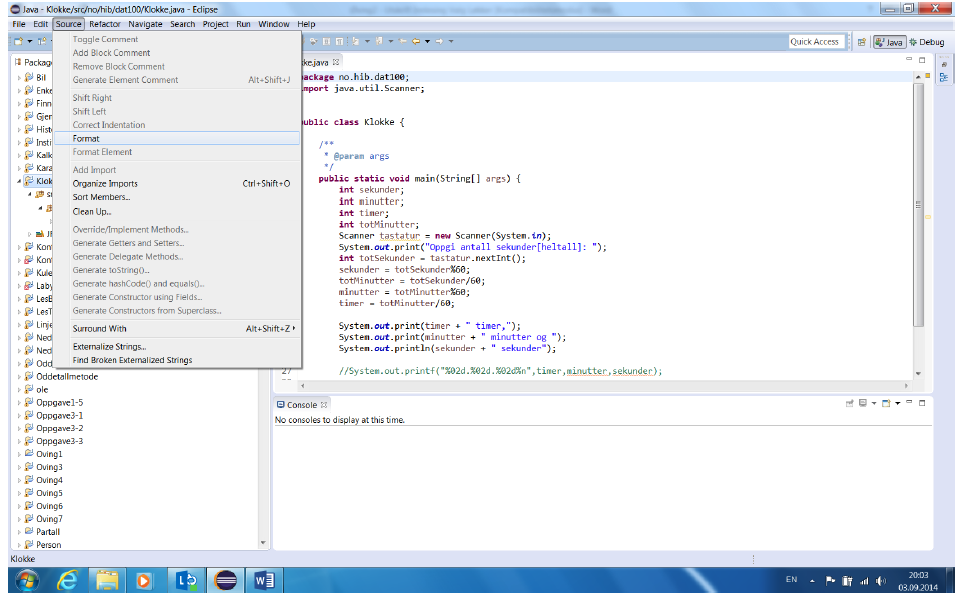 Java - Klokke/src/no/hib/dat100/Klokke.java - Eclipse
File Edit Source Refactor Navigate Search Project Run Window Help
Quick Access
Java
Debug
Toggle Comment
Add Block Comment
Remove Block Comment
Generate Element Comment Alt+Shift+J
Shift Right
Shift Left
Correct Indentation
Format
Format Element
Add Import
Organize Imports Ctrl+Shift+O
Sort Members...
Clean Up...
Override/Implement Methods...
Generate Getters and Setters...
Generate Delegate Methods...
Generate toString()...
Generate hashCode() and equals()...
Generate Constructor using Fields...
Generate Constructors from Superclass...
Surround With Alt+Shift+Z
Externalize Strings...
Find Broken Externalized Strings
Packag
Bil
Enke
Finn
Gjer
Hist
Insti
Kalk
Kara
Klok
sr
JR
Kont
Kont
Kule
Laby
LesB
LesT
Linje
Ned
Ned
Odd
Oddetallmetode
ole
Oppgave1-5
Oppgave3-1
Oppgave3-2
Oppgave3-3
Oving1
Oving3
Oving4
Oving5
Oving6
Oving7
Partall
Person
kke.java
ackage no.hib.dat100;
mport java.util.Scanner;
ublic class Klokke {
/**
* @param args
*/
public static void main(String[] args) {
int sekunder;
int minutter;
int timer;
int totMinutter;
Scanner tastatur = new Scanner(System.in);
System.out.print("Oppgi antall sekunder[heltall]: ");
int totSekunder = tastatur.nextInt();
sekunder = totSekunder%60;
totMinutter = totSekunder/60;
minutter = totMinutter%60;
timer = totMinutter/60;
System.out.print(timer + " timer,");
System.out.print(minutter + " minutter og ");
System.out.println(sekunder + " sekunder");
27 //System.out.printf("%02d.%02d.%02d%n",timer,minutter,sekunder);
Console
No consoles to display at this time.
Klokke
EN
20:03
03.09.2014